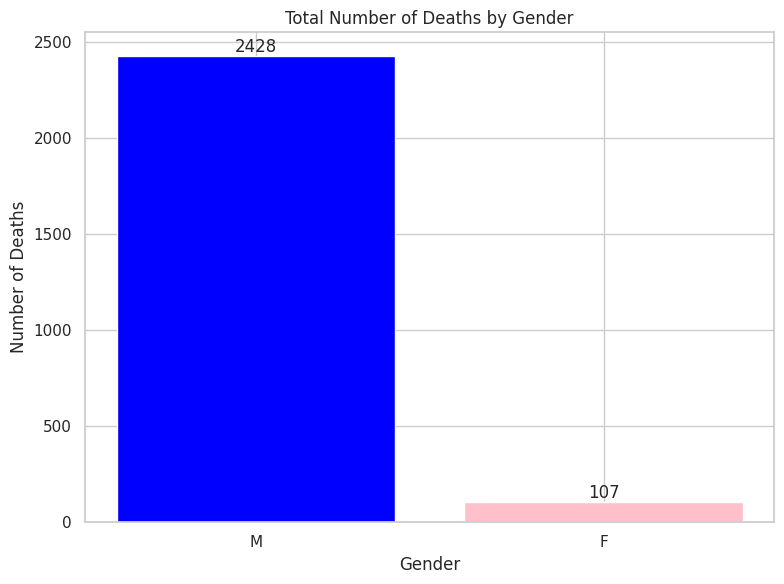 Total Number of Deaths by Gender
2500
2428
2000
1500
Number of Deaths
1000
500
107
0
M
F
Gender